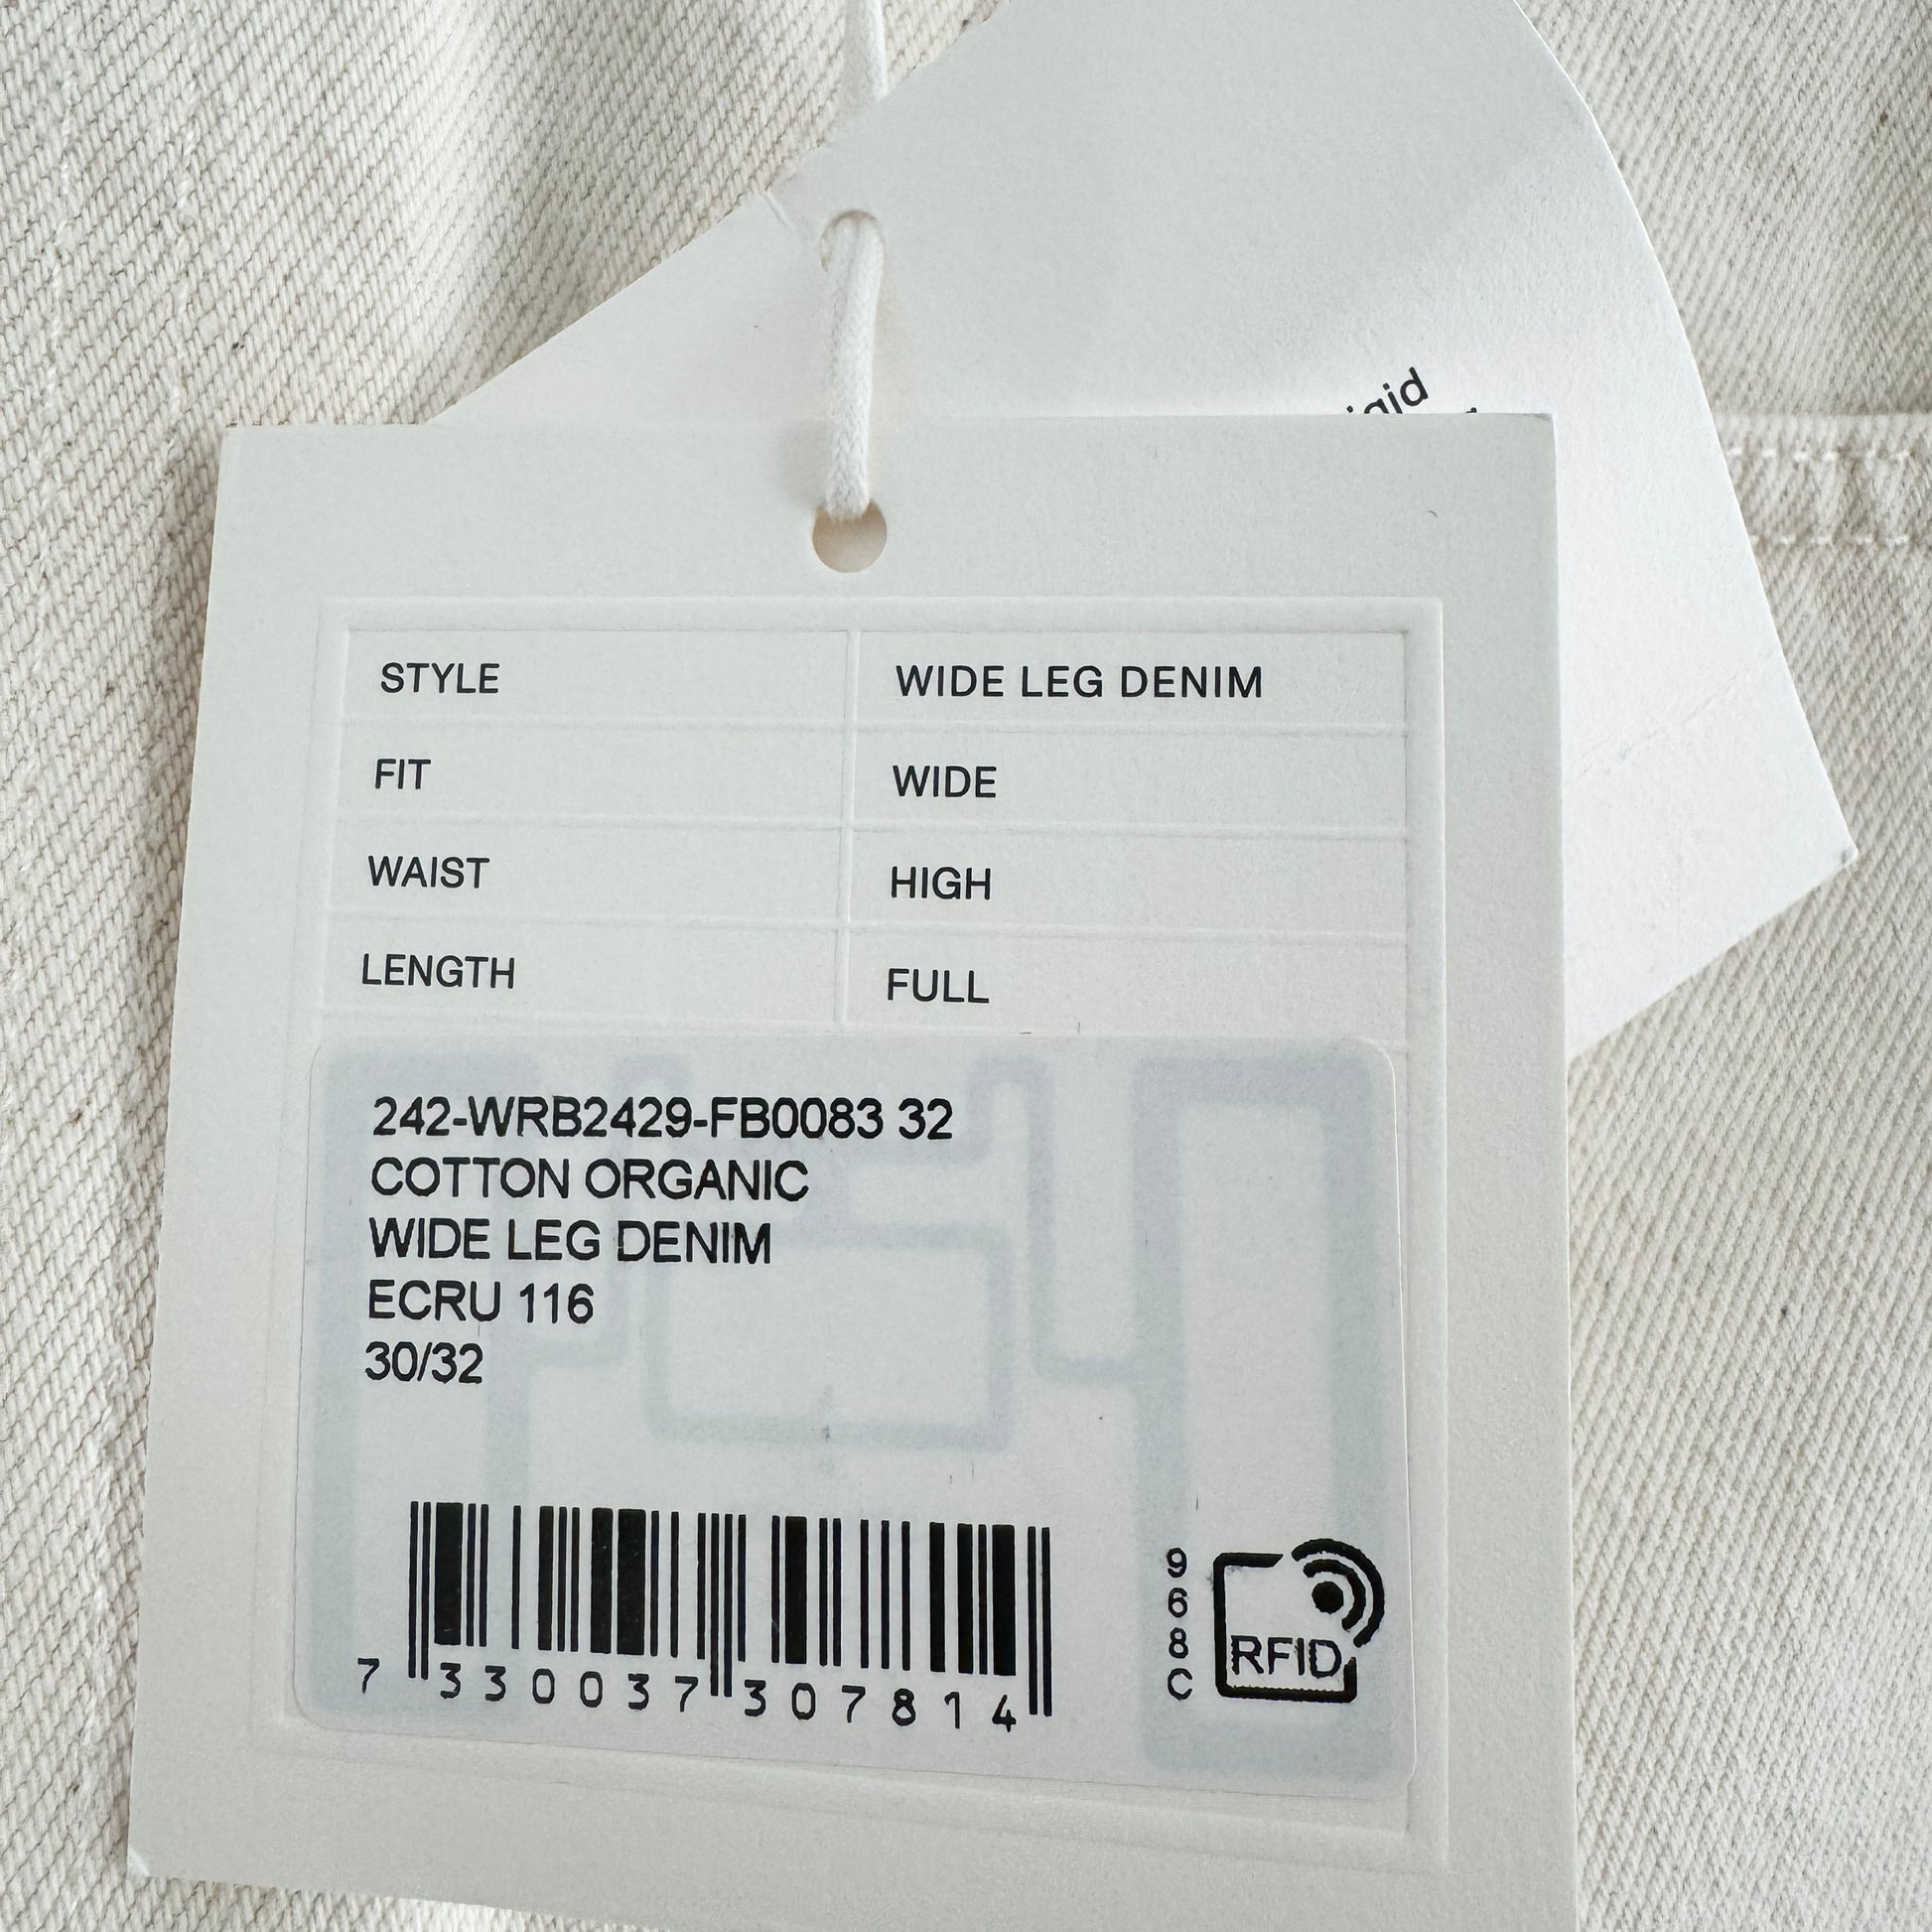 STYLE WIDE LEG DENIM
FIT WIDE
WAIST HIGH
LENGTH FULL
242-WRB2429-FB0083 32
COTTON ORGANIC
WIDE LEG DENIM
ECRU 116
30/32
7 330037 307814
968C
RFID